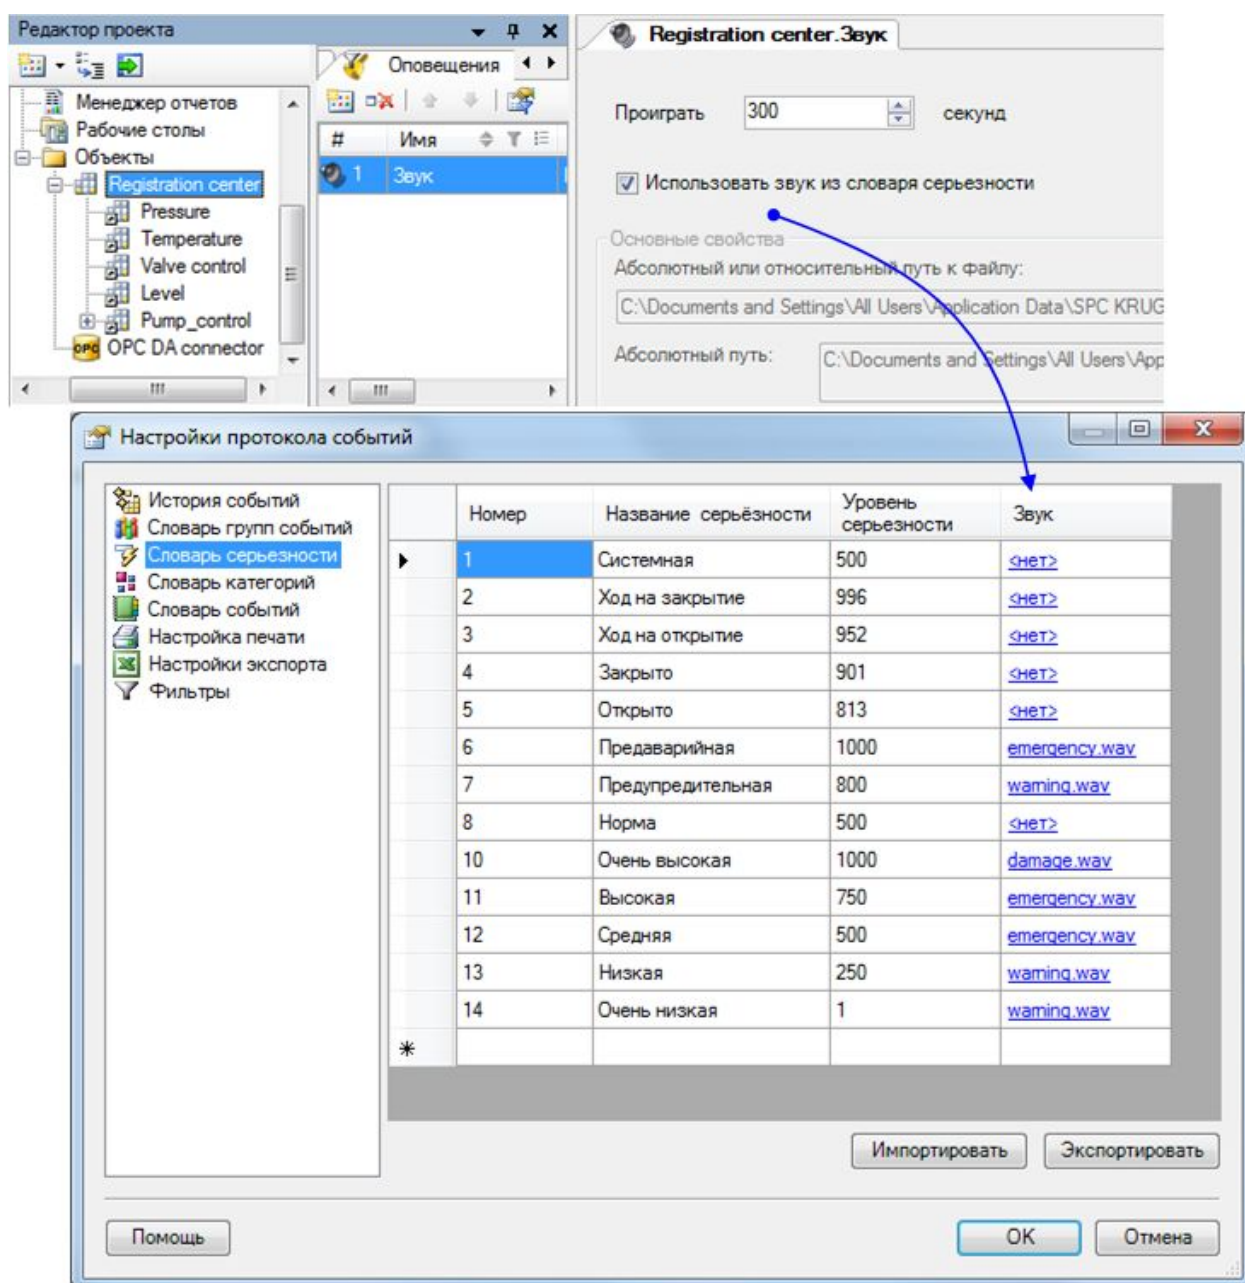 Редактор проекта
Менеджер отчетов
Рабочие столы
Объекты
Registration center
Pressure
Temperature
Valve control
Level
Pump_control
OPC DA connector
Оповещения
# Имя
1 Звук
Registration center.Звук
Проиграть 300 секунд
Использовать звук из словаря серьезности
Основные свойства
Абсолютный или относительный путь к файлу:
C:\Documents and Settings\All Users\Application Data\SPC KRUG
Абсолютный путь: C:\Documents and Settings\All Users\App
Настройки протокола событий
История событий
Словарь групп событий
Словарь серьезности
Словарь категорий
Словарь событий
Настройка печати
Настройки экспорта
Фильтры
Номер Название серьёзности Уровень серьезности Звук
1 Системная 500 <нет>
2 Ход на закрытие 996 <нет>
3 Ход на открытие 952 <нет>
4 Закрыто 901 <нет>
5 Открыто 813 <нет>
6 Предаварийная 1000 emergency.wav
7 Предупредительная 800 warning.wav
8 Норма 500 <нет>
10 Очень высокая 1000 damage.wav
11 Высокая 750 emergency.wav
12 Средняя 500 emergency.wav
13 Низкая 250 warning.wav
14 Очень низкая 1 warning.wav
Импортировать Экспортировать
Помощь OK Отмена